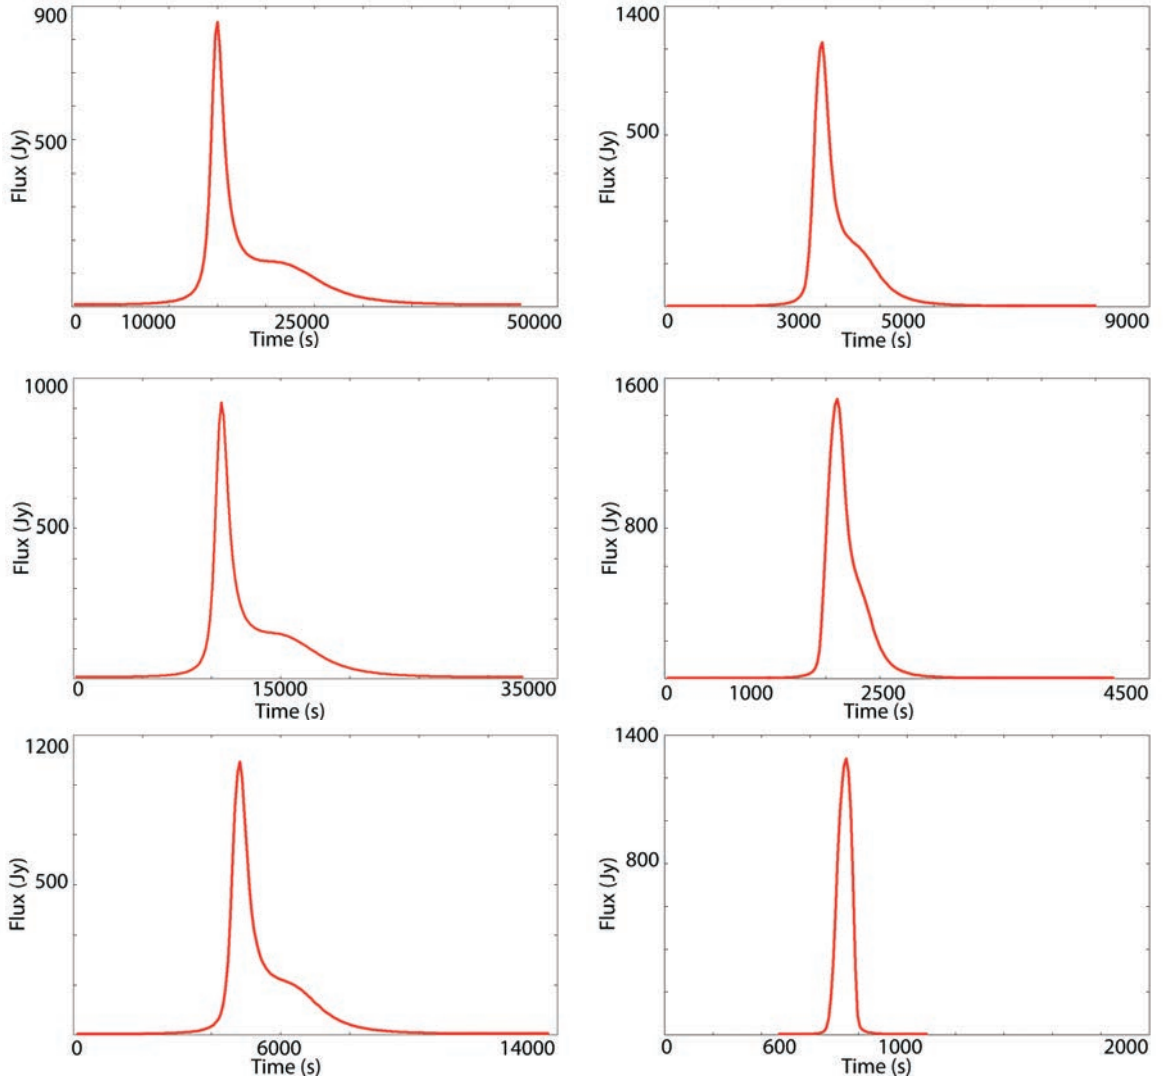 900
500
Flux (Jy)
0 10000 25000 50000
Time (s)
1400
500
Flux (Jy)
0 3000 5000 9000
Time (s)
1000
500
Flux (Jy)
0 15000 35000
Time (s)
1600
800
Flux (Jy)
0 1000 2500 4500
Time (s)
1200
500
Flux (Jy)
0 6000 14000
Time (s)
1400
800
Flux (Jy)
0 600 1000 2000
Time (s)